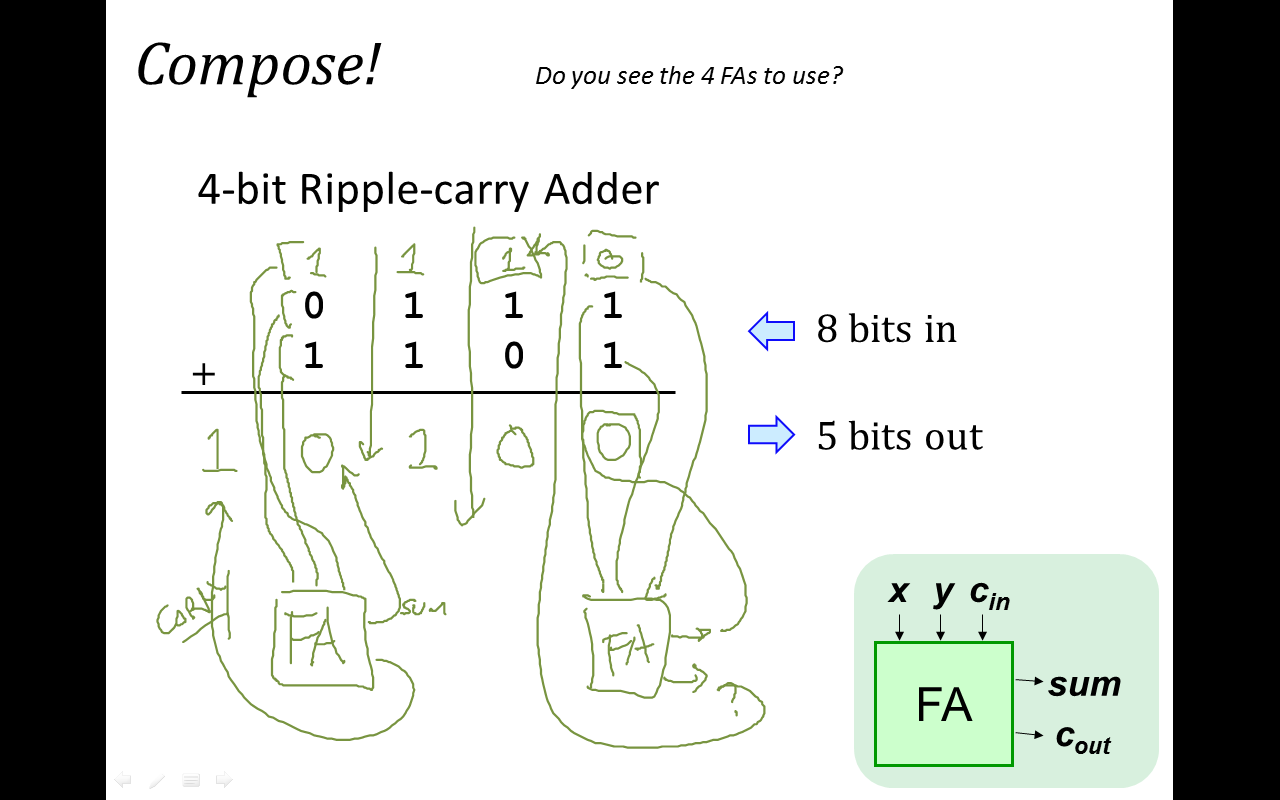 Compose!
Do you see the 4 FAs to use?
4-bit Ripple-carry Adder
1 1 1 0
0 1 1 1
8 bits in
+ 1 1 0 1
1 0 1 0 0
5 bits out
CARRY
FA
SUM
FA
?
x y cin
FA
sum
cout